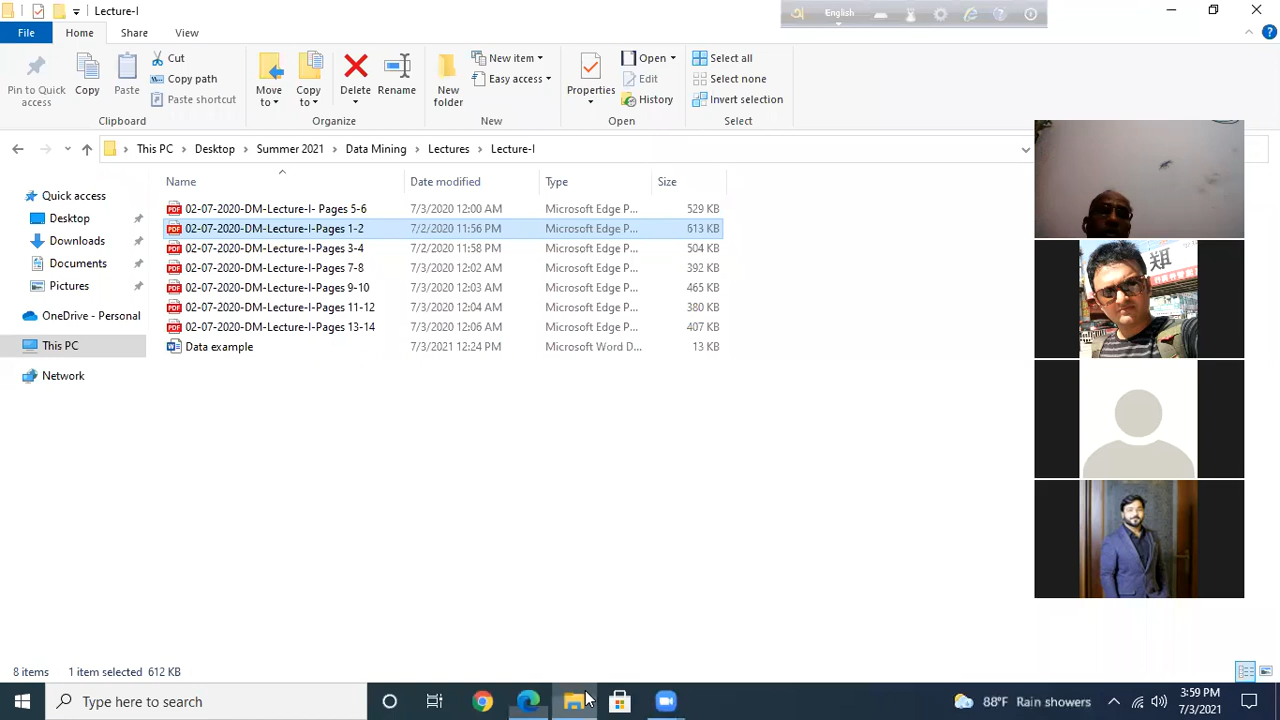 Lecture-I
অ English
File Home Share View
Pin to Quick access
Copy
Paste
Cut
Copy path
Paste shortcut
Clipboard
Move to
Copy to
Delete
Rename
Organize
New folder
New item
Easy access
New
Properties
Open
Edit
History
Open
Select all
Select none
Invert selection
Select
This PC Desktop Summer 2021 Data Mining Lectures Lecture-I
Name Date modified Type Size
Quick access
Desktop
Downloads
Documents
Pictures
OneDrive - Personal
This PC
Network
PDF 02-07-2020-DM-Lecture-I- Pages 5-6 7/3/2020 12:00 AM Microsoft Edge P... 529 KB
PDF 02-07-2020-DM-Lecture-I-Pages 1-2 7/2/2020 11:56 PM Microsoft Edge P... 613 KB
PDF 02-07-2020-DM-Lecture-I-Pages 3-4 7/2/2020 11:58 PM Microsoft Edge P... 504 KB
PDF 02-07-2020-DM-Lecture-I-Pages 7-8 7/3/2020 12:02 AM Microsoft Edge P... 392 KB
PDF 02-07-2020-DM-Lecture-I-Pages 9-10 7/3/2020 12:03 AM Microsoft Edge P... 465 KB
PDF 02-07-2020-DM-Lecture-I-Pages 11-12 7/3/2020 12:04 AM Microsoft Edge P... 380 KB
PDF 02-07-2020-DM-Lecture-I-Pages 13-14 7/3/2020 12:06 AM Microsoft Edge P... 407 KB
Data example 7/3/2021 12:24 PM Microsoft Word D... 13 KB
8 items 1 item selected 612 KB
Type here to search
88°F Rain showers
3:59 PM
7/3/2021